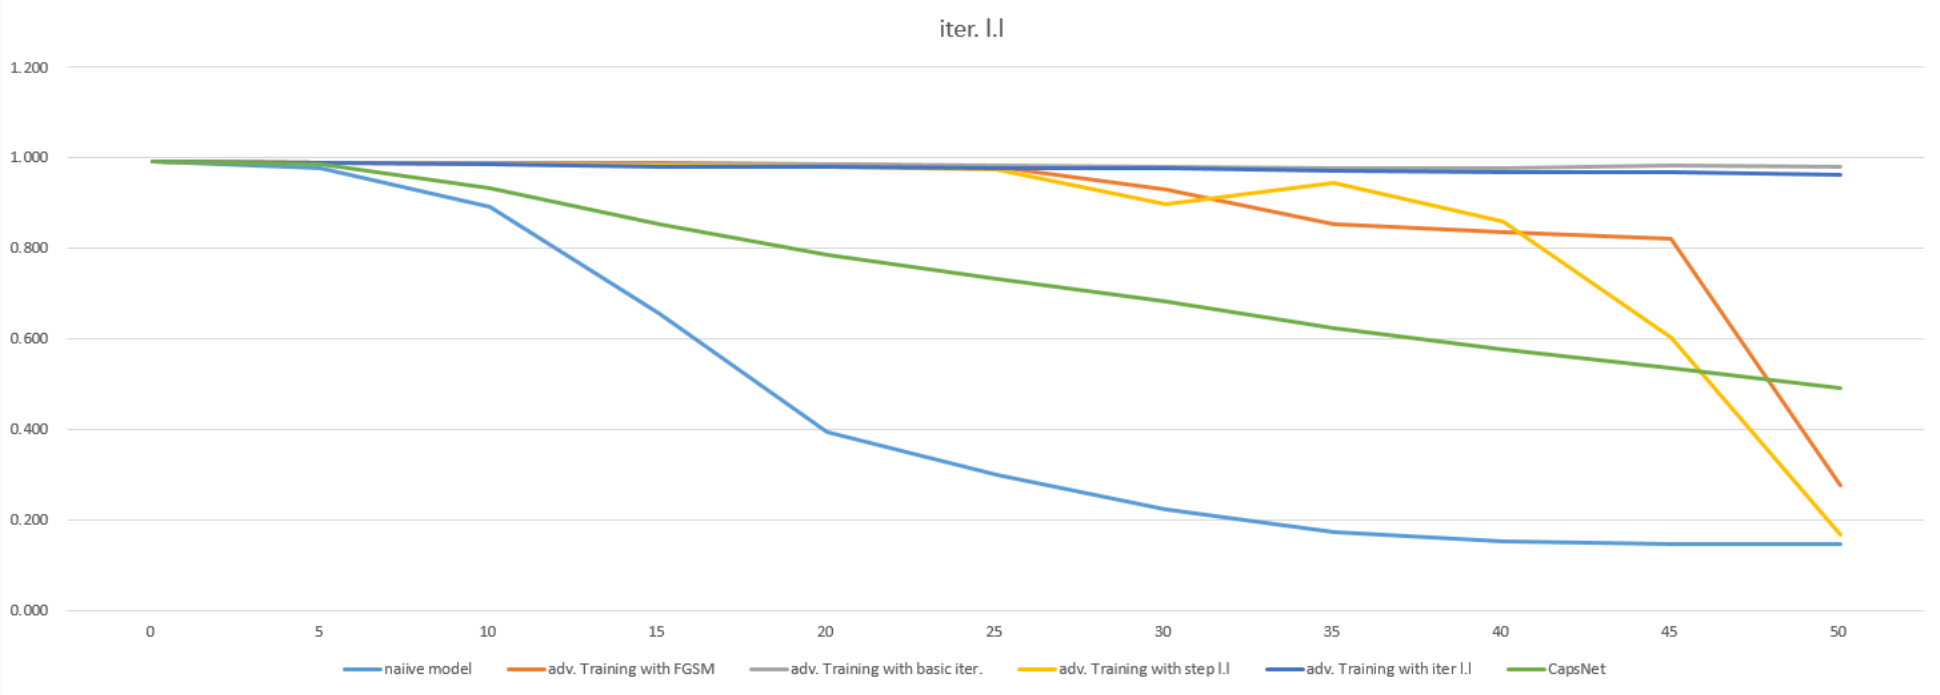 iter. l.l
1.200
1.000
0.800
0.600
0.400
0.200
0.000
0 5 10 15 20 25 30 35 40 45 50
naiive model adv. Training with FGSM adv. Training with basic iter. adv. Training with step l.l adv. Training with iter l.l CapsNet